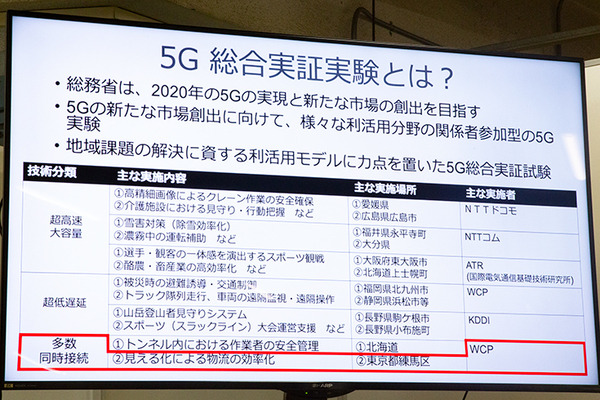 5G 総合実証実験とは？
• 総務省は、2020年の5Gの実現と新たな市場の創出を目指す
• 5Gの新たな市場創出に向けて、様々な利活用分野の関係者参加型の5G
実験
• 地域課題の解決に資する利活用モデルに力点を置いた5G総合実証試験
技術分類 主な実施内容 主な実施場所 主な実施者
超高速
大容量
①高精細画像によるクレーン作業の安全確保 ①愛媛県 NTTドコモ
②介護施設における見守り・行動把握 など ②広島県広島市
①雪害対策（除雪効率化） ①福井県永平寺町 NTTコム
②濃霧中の運転補助 など ②大分県
①選手・観客の一体感を演出するスポーツ観戦 ①大阪府東大阪市 ATR
②酪農・畜産業の高効率化 など ②北海道上士幌町 (国際電気通信基礎技術研究所)
超低遅延
①被災時の避難誘導・交通制御 ①福岡県北九州市 WCP
②トラック隊列走行、車両の遠隔監視・遠隔操作 ②静岡県浜松市等
①山岳登山者見守りシステム ①長野県駒ケ根市 KDDI
②スポーツ（スラックライン）大会運営支援 など ②長野県小布施町
多数
同時接続
①トンネル内における作業者の安全管理 ①北海道 WCP
②見える化による物流の効率化 ②東京都練馬区